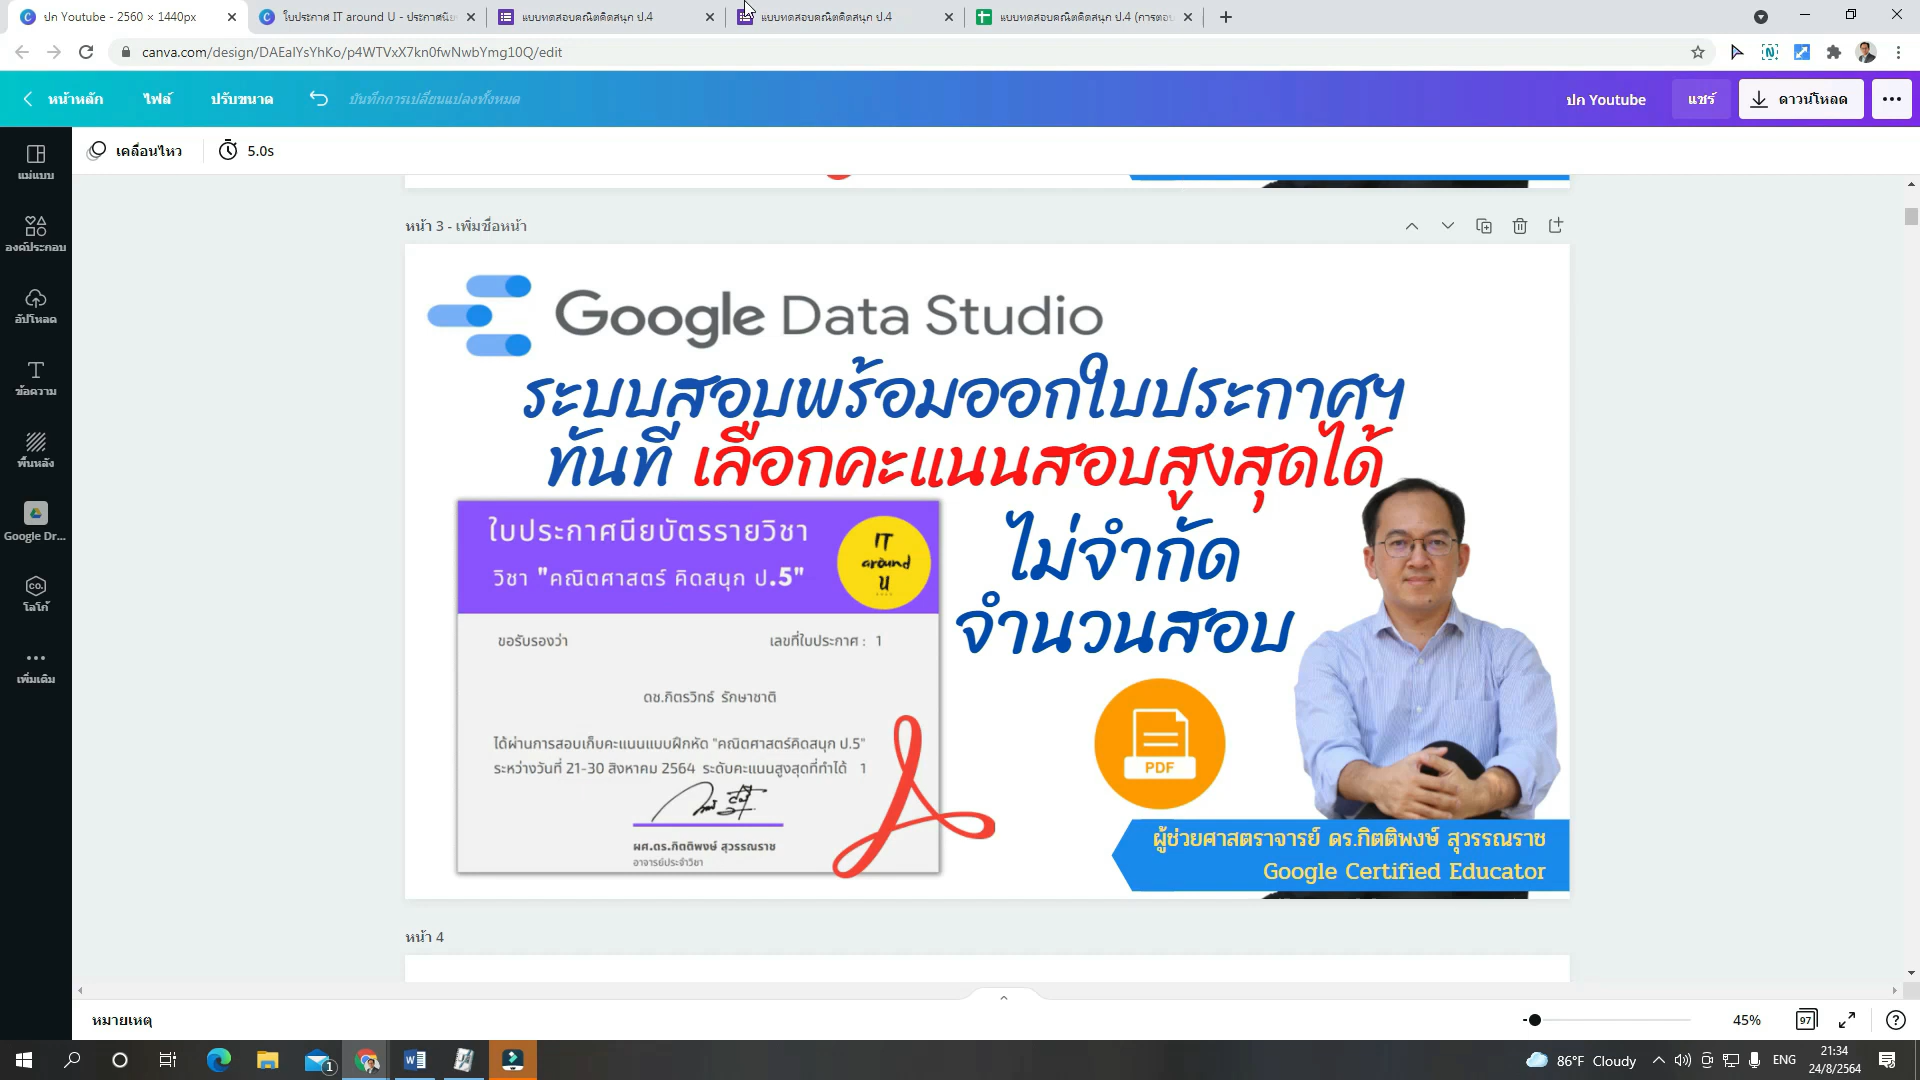 ปก Youtube - 2560 × 1440px
ใบประกาศ IT around U - ประกาศนีย
แบบทดสอบคณิตคิดสนุก ป.4
แบบทดสอบคณิตคิดสนุก ป.4
แบบทดสอบคณิตคิดสนุก ป.4 (การตอบ
canva.com/design/DAEalYsYhKo/p4WTVxX7kn0fwNwbYmg10Q/edit
หน้าหลัก
ไฟล์
ปรับขนาด
บันทึกการเปลี่ยนแปลงทั้งหมด
ปก Youtube
แชร์
ดาวน์โหลด
เคลื่อนไหว
5.0s
แม่แบบ
องค์ประกอบ
อัปโหลด
ข้อความ
พื้นหลัง
Google Dr...
CO.
โลโก้
เพิ่มเติม
หน้า 3 - เพิ่มชื่อหน้า
Google Data Studio
ระบบสอบพร้อมออกใบประกาศฯ
ทันที เลือกคะแนนสอบสูงสุดได้
ไม่จำกัด
จำนวนสอบ
ใบประกาศนียบัตรรายวิชา
วิชา "คณิตศาสตร์ คิดสนุก ป.5"
IT
around
U
ขอรับรองว่า
เลขที่ใบประกาศ : 1
ดช.กิตรวิทธ์ รักษาชาติ
ได้ผ่านการสอบเก็บคะแนนแบบฝึกหัด "คณิตศาสตร์คิดสนุก ป.5"
ระหว่างวันที่ 21-30 สิงหาคม 2564 ระดับคะแนนสูงสุดที่ทำได้ 1
ผศ.ดร.กิตติพงษ์ สุวรรณราช
อาจารย์ประจำวิชา
PDF
ผู้ช่วยศาสตราจารย์ ดร.กิตติพงษ์ สุวรรณราช
Google Certified Educator
หน้า 4
หมายเหตุ
45%
97
1
86°F Cloudy
ENG
21:34
24/8/2564